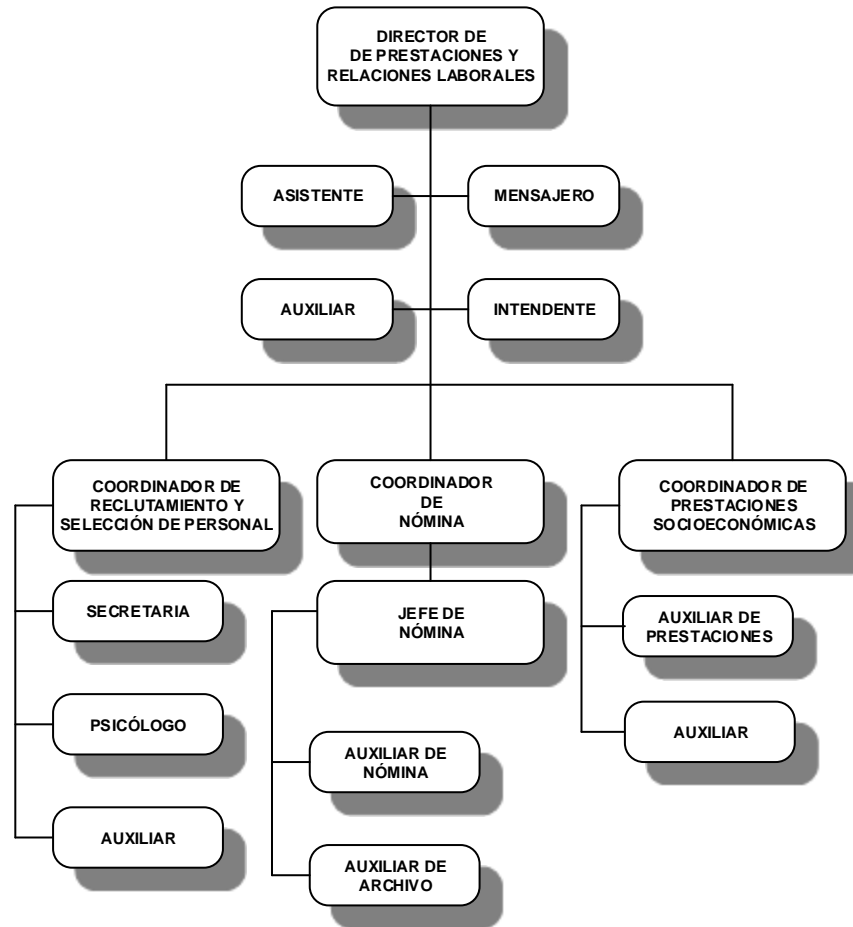 DIRECTOR DE
DE PRESTACIONES Y
RELACIONES LABORALES
ASISTENTE
MENSAJERO
AUXILIAR
INTENDENTE
COORDINADOR DE
RECLUTAMIENTO Y
SELECCIÓN DE PERSONAL
SECRETARIA
PSICÓLOGO
AUXILIAR
COORDINADOR
DE
NÓMINA
JEFE DE
NÓMINA
AUXILIAR DE
NÓMINA
AUXILIAR DE
ARCHIVO
COORDINADOR DE
PRESTACIONES
SOCIOECONÓMICAS
AUXILIAR DE
PRESTACIONES
AUXILIAR